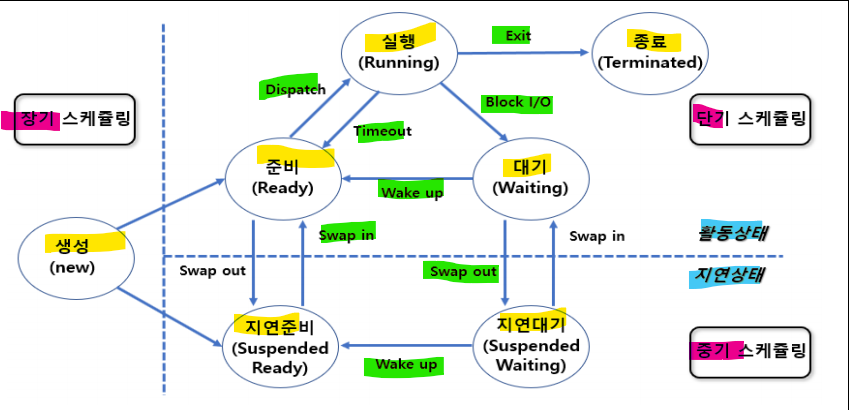 실행
(Running)
Exit
종료
(Terminated)
Dispatch
Block I/O
장기 스케쥴링
단기 스케쥴링
Timeout
준비
(Ready)
대기
(Waiting)
Wake up
생성
(new)
Swap in
Swap in
활동상태
Swap out
Swap out
지연상태
지연준비
(Suspended
Ready)
지연대기
(Suspended
Waiting)
중기 스케쥴링
Wake up